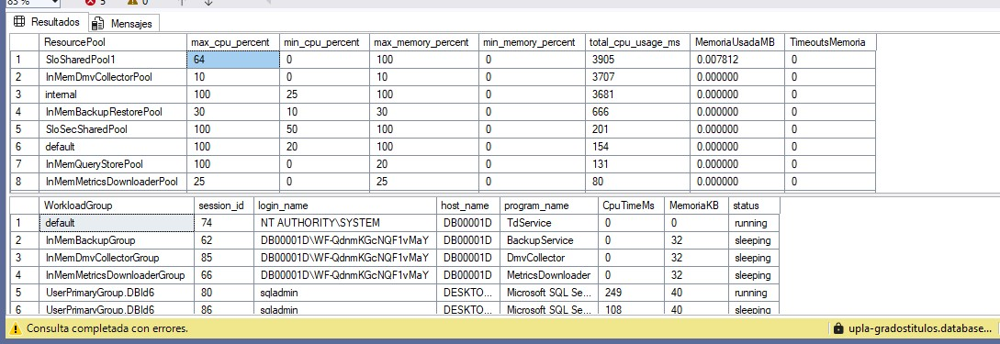 83 % 5 0
Resultados Mensajes
ResourcePool max_cpu_percent min_cpu_percent max_memory_percent min_memory_percent total_cpu_usage_ms MemoriaUsadaMB TimeoutsMemoria
1 SloSharedPool1 64 0 100 0 3905 0.007812 0
2 InMemDmvCollectorPool 10 0 10 0 3707 0.000000 0
3 internal 100 25 100 0 3681 0.000000 0
4 InMemBackupRestorePool 30 10 30 0 666 0.000000 0
5 SloSecSharedPool 100 50 100 0 201 0.000000 0
6 default 100 20 100 0 154 0.000000 0
7 InMemQueryStorePool 100 0 20 0 131 0.000000 0
8 InMemMetricsDownloaderPool 25 0 25 0 80 0.000000 0
WorkloadGroup session_id login_name host_name program_name CpuTimeMs MemoriaKB status
1 default 74 NT AUTHORITY\SYSTEM DB00001D TdService 0 0 running
2 InMemBackupGroup 62 DB00001D\WF-QdnmKGcNQF1vMaY DB00001D BackupService 0 32 sleeping
3 InMemDmvCollectorGroup 85 DB00001D\WF-QdnmKGcNQF1vMaY DB00001D DmvCollector 0 32 sleeping
4 InMemMetricsDownloaderGroup 66 DB00001D\WF-QdnmKGcNQF1vMaY DB00001D MetricsDownloader 0 32 sleeping
5 UserPrimaryGroup.DBId6 80 sqladmin DESKTO... Microsoft SQL Se... 249 40 running
6 UserPrimaryGroup.DBId6 86 sqladmin DESKTO... Microsoft SQL Se... 108 40 sleeping
Consulta completada con errores. upla-gradostitulos.database...